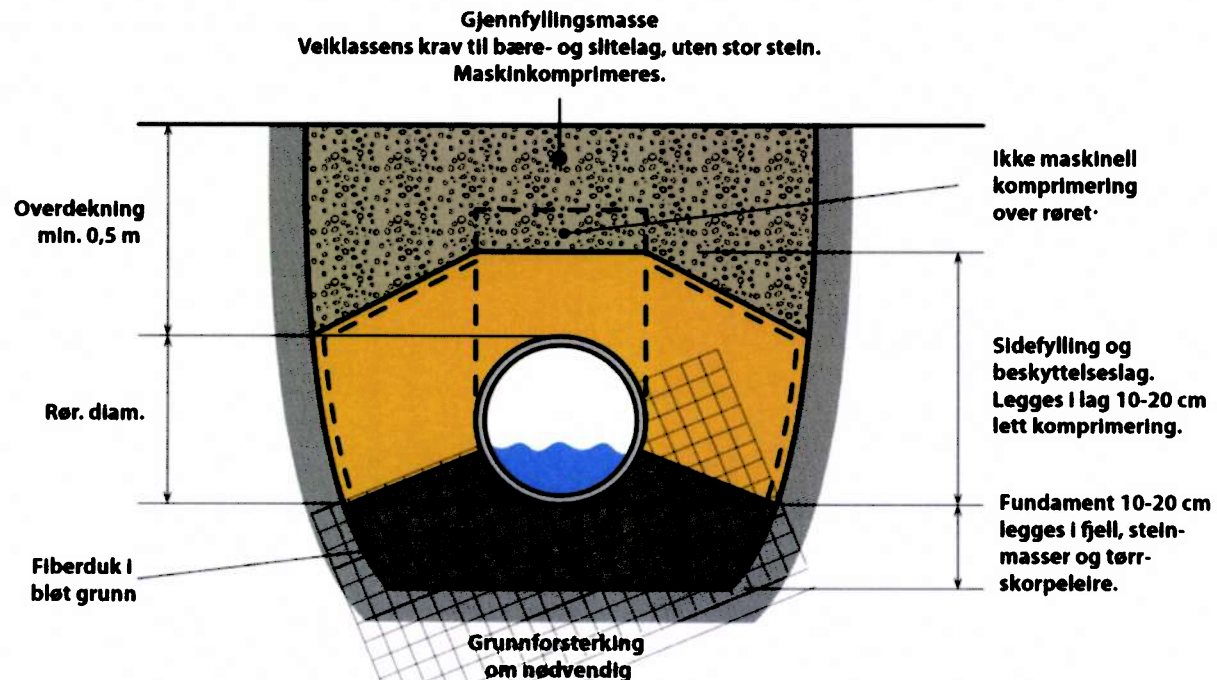 Gjennfyllingsmasse
Veiklassens krav til bære- og slitelag, uten stor stein.
Maskinkomprimeres.
Overdekning
min. 0,5 m
Ikke maskinell
komprimering
over røret·
Rør. diam.
Sidefylling og
beskyttelseslag.
Legges i lag 10-20 cm
lett komprimering.
Fundament 10-20 cm
legges i fjell, stein-
masser og tørr-
skorpeleire.
Fiberduk i
bløt grunn
Grunnforsterking
om nødvendig